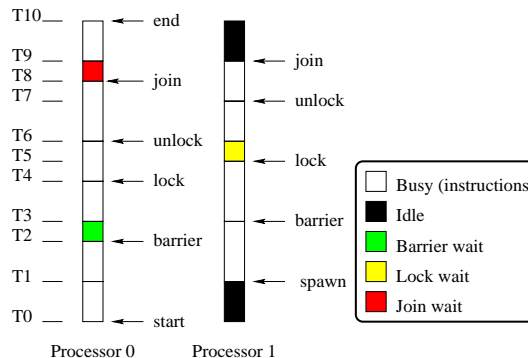 T10
end
T9
join
T8
join
T7
unlock
T6
unlock
T5
lock
T4
lock
T3
barrier
T2
barrier
T1
spawn
T0
start
Processor 0
Processor 1
Busy (instructions
Idle
Barrier wait
Lock wait
Join wait